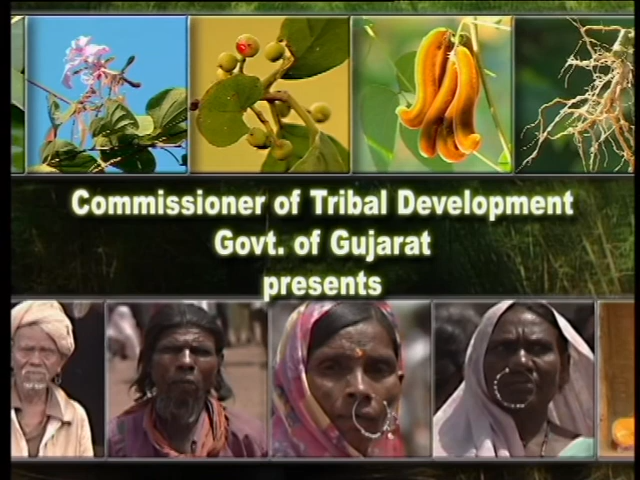 Commissioner of Tribal Development
Govt. of Gujarat
presents